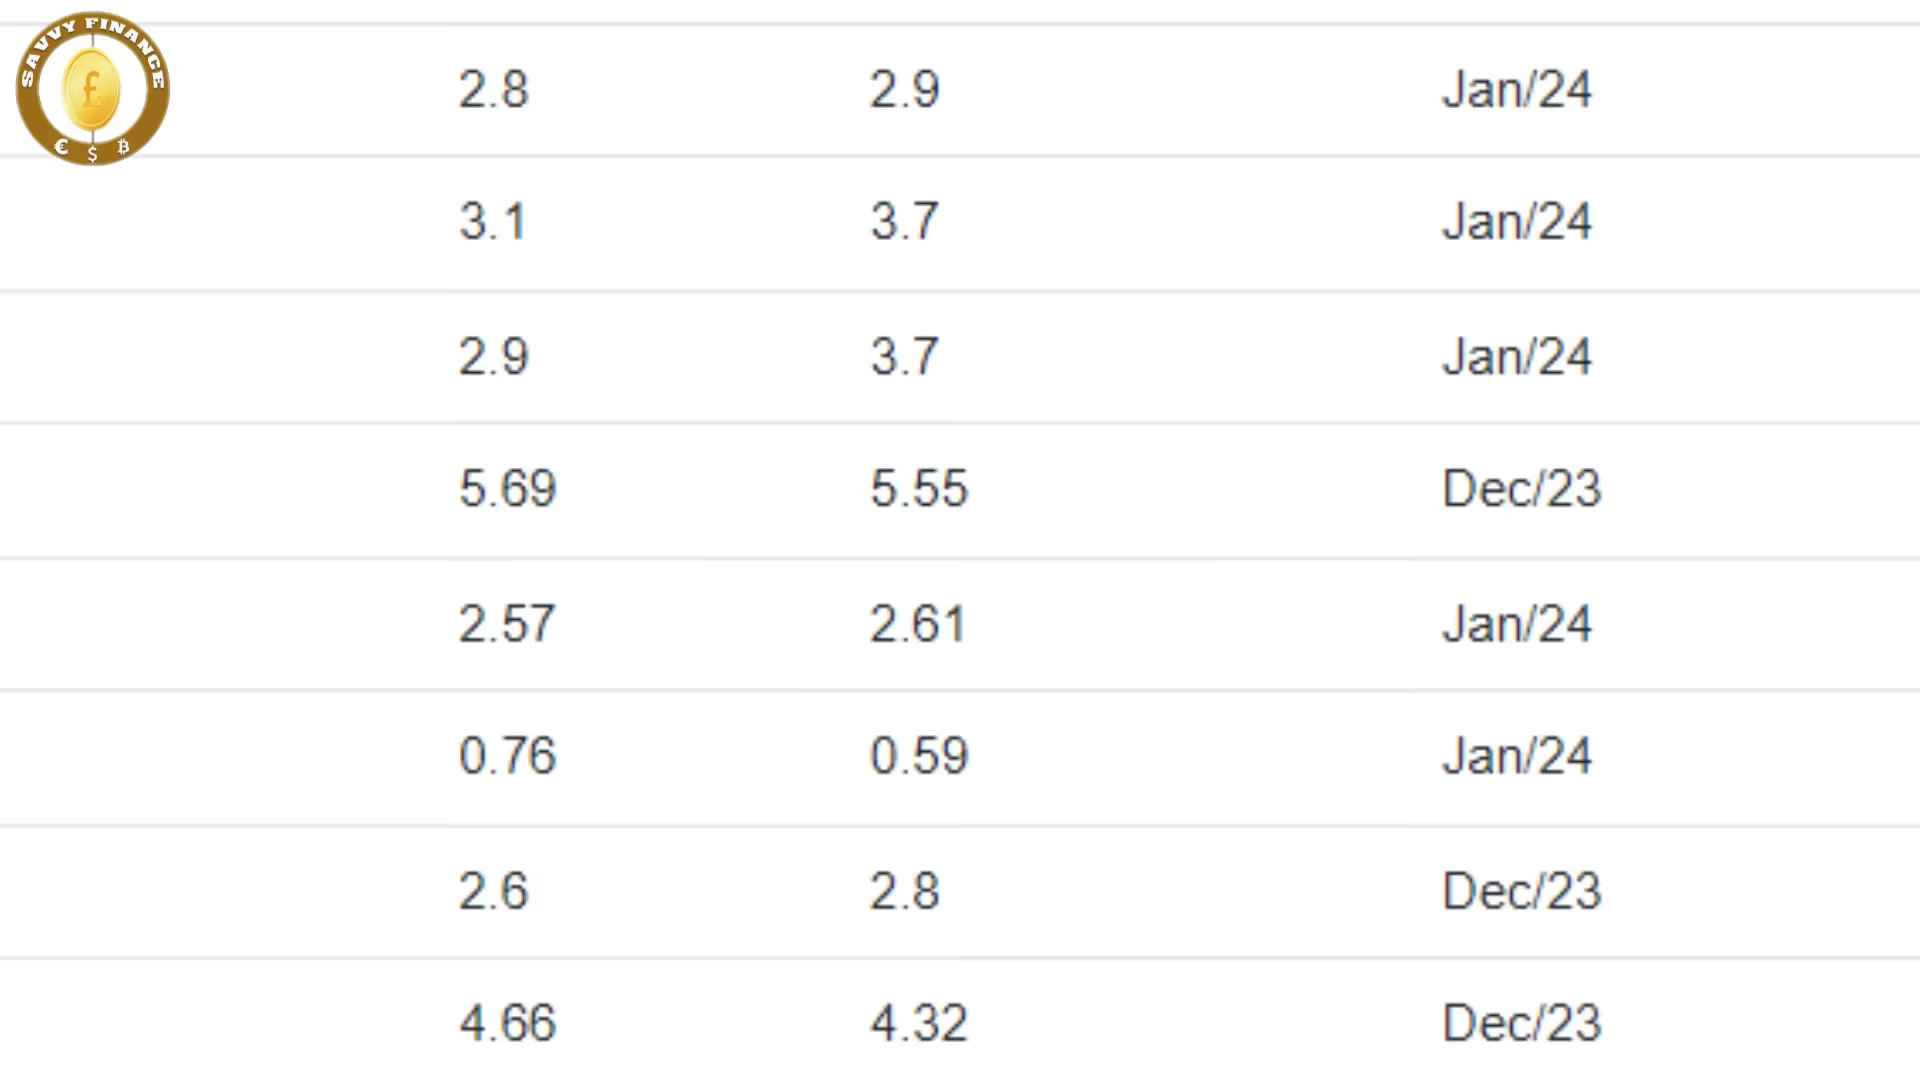 SAVVY FINANCE
£
€ $ ₿
2.8 2.9 Jan/24
3.1 3.7 Jan/24
2.9 3.7 Jan/24
5.69 5.55 Dec/23
2.57 2.61 Jan/24
0.76 0.59 Jan/24
2.6 2.8 Dec/23
4.66 4.32 Dec/23